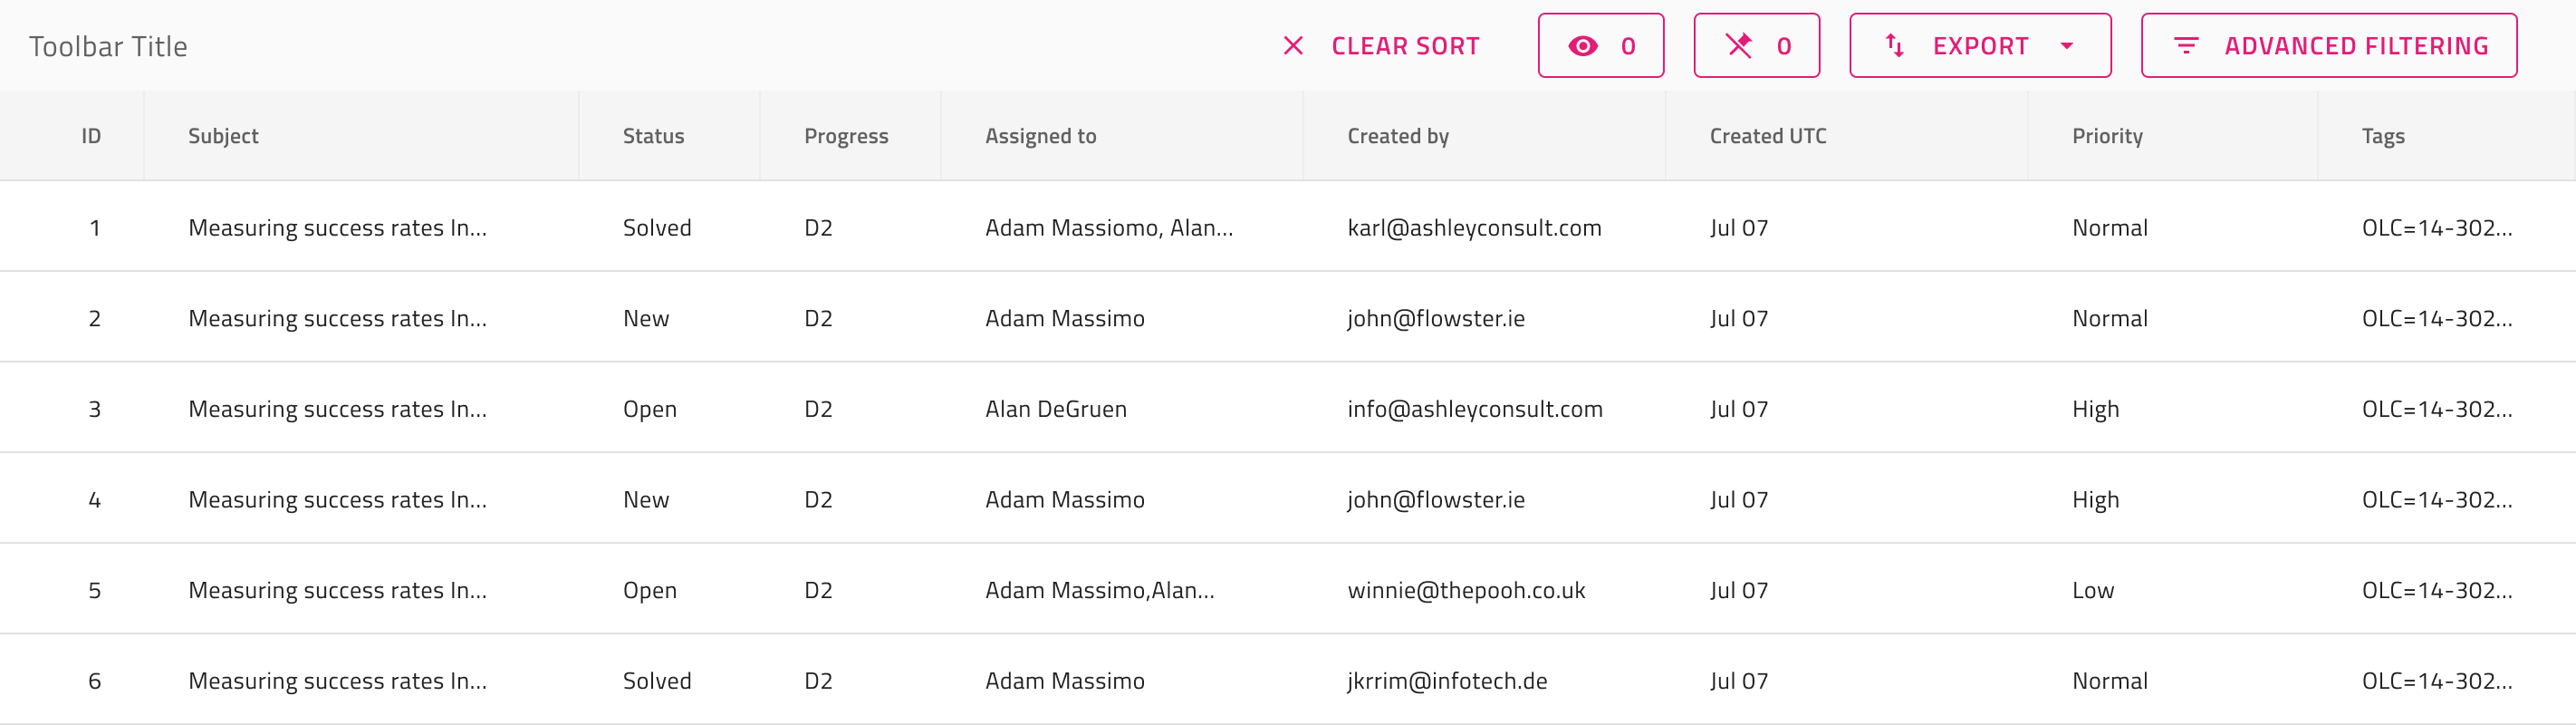 Toolbar Title CLEAR SORT 0 0 EXPORT ADVANCED FILTERING
ID Subject Status Progress Assigned to Created by Created UTC Priority Tags
1 Measuring success rates In... Solved D2 Adam Massiomo, Alan... karl@ashleyconsult.com Jul 07 Normal OLC=14-302...
2 Measuring success rates In... New D2 Adam Massimo john@flowster.ie Jul 07 Normal OLC=14-302...
3 Measuring success rates In... Open D2 Alan DeGruen info@ashleyconsult.com Jul 07 High OLC=14-302...
4 Measuring success rates In... New D2 Adam Massimo john@flowster.ie Jul 07 High OLC=14-302...
5 Measuring success rates In... Open D2 Adam Massimo,Alan... winnie@thepooh.co.uk Jul 07 Low OLC=14-302...
6 Measuring success rates In... Solved D2 Adam Massimo jkrrim@infotech.de Jul 07 Normal OLC=14-302...